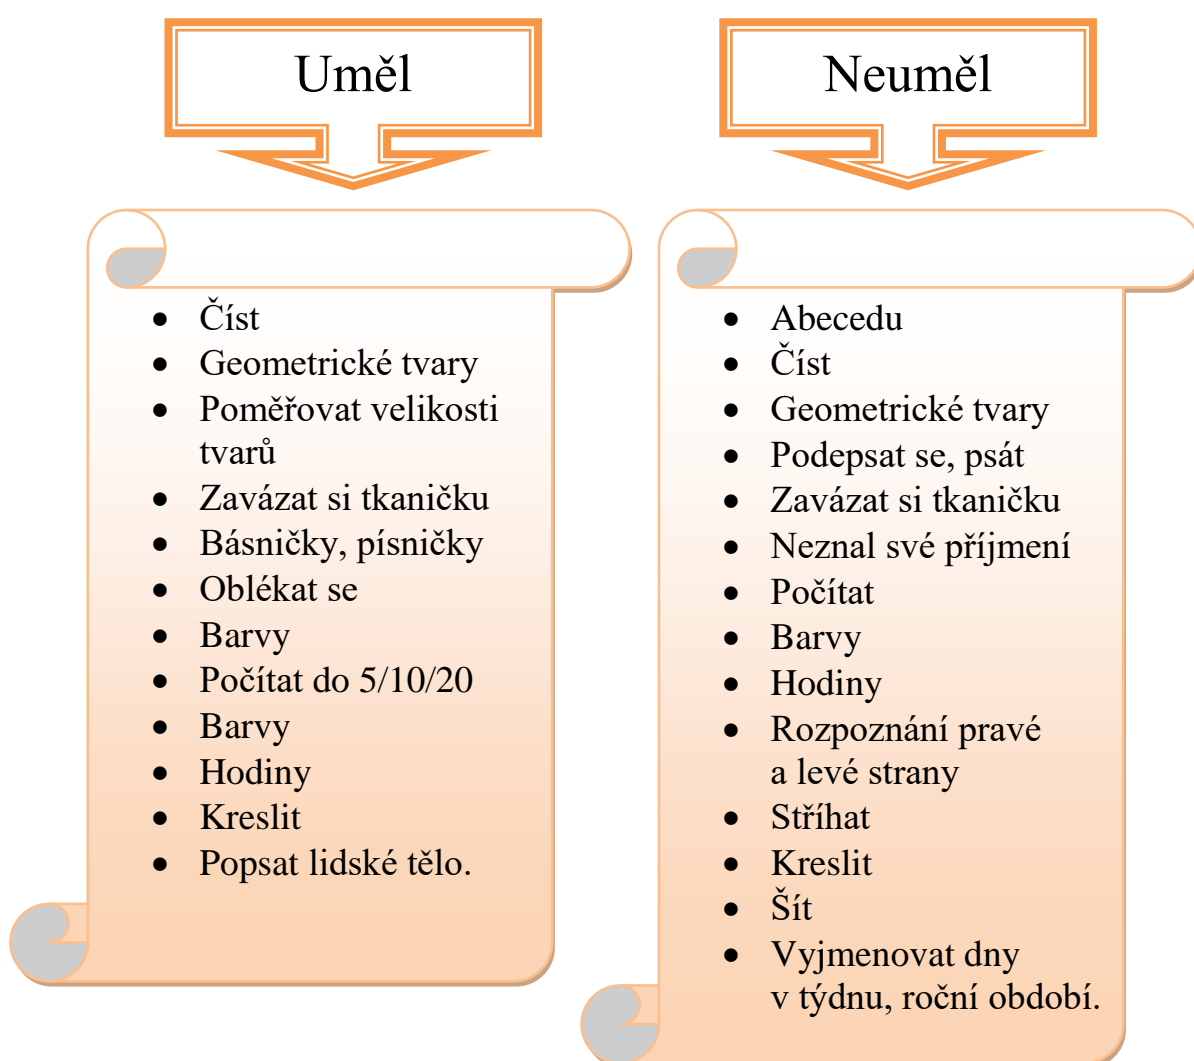 Uměl
• Číst
• Geometrické tvary
• Poměřovat velikosti
tvarů
• Zavázat si tkaničku
• Básničky, písničky
• Oblékat se
• Barvy
• Počítat do 5/10/20
• Barvy
• Hodiny
• Kreslit
• Popsat lidské tělo.
Neuměl
• Abecedu
• Číst
• Geometrické tvary
• Podepsat se, psát
• Zavázat si tkaničku
• Neznal své příjmení
• Počítat
• Barvy
• Hodiny
• Rozpoznání pravé
a levé strany
• Stříhat
• Kreslit
• Šít
• Vyjmenovat dny
v týdnu, roční období.